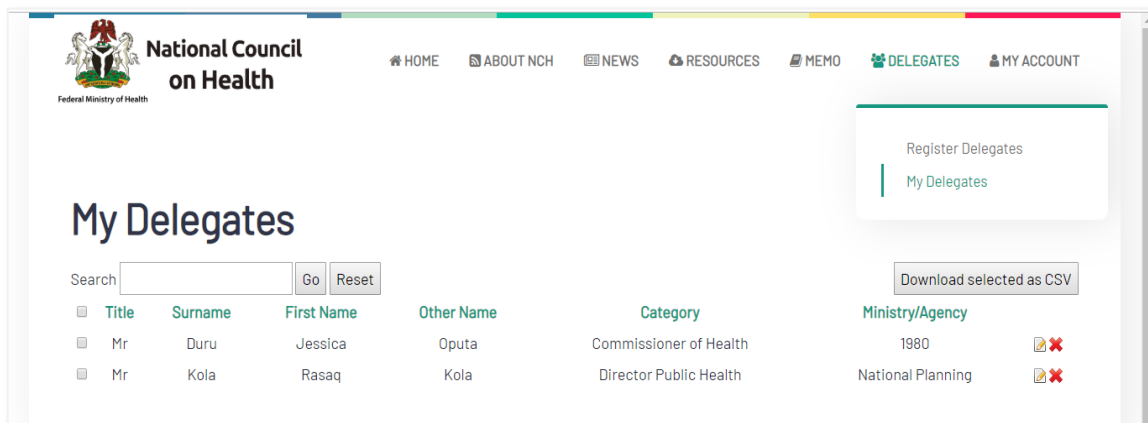 National Council
on Health
Federal Ministry of Health
HOME ABOUT NCH NEWS RESOURCES MEMO DELEGATES MY ACCOUNT
Register Delegates
My Delegates
My Delegates
Search Go Reset Download selected as CSV
Title Surname First Name Other Name Category Ministry/Agency
Mr Duru Jessica Oputa Commissioner of Health 1980
Mr Kola Rasaq Kola Director Public Health National Planning